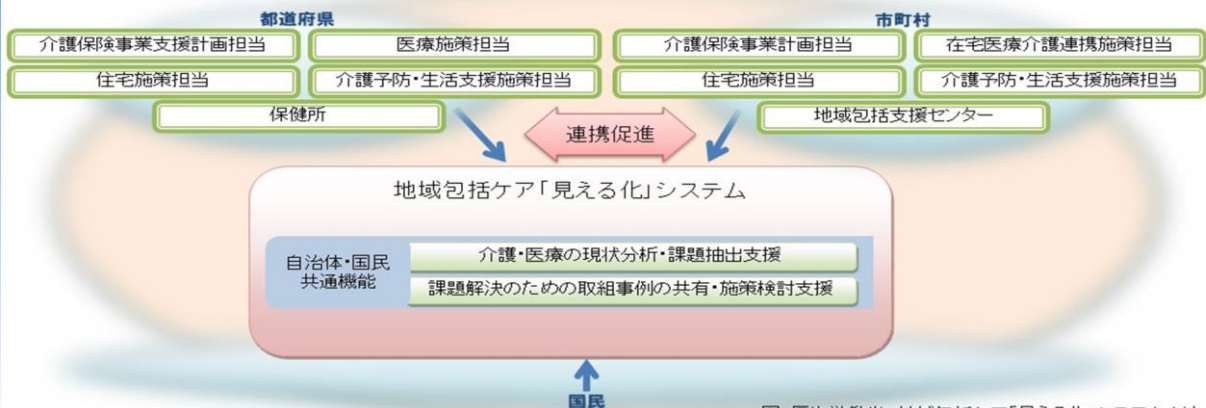 都道府県
介護保険事業支援計画担当
医療施策担当
住宅施策担当
介護予防・生活支援施策担当
保健所
市町村
介護保険事業計画担当
在宅医療介護連携施策担当
住宅施策担当
介護予防・生活支援施策担当
地域包括支援センター
連携促進
地域包括ケア「見える化」システム
自治体・国民
共通機能
介護・医療の現状分析・課題抽出支援
課題解決のための取組事例の共有・施策検討支援
国民